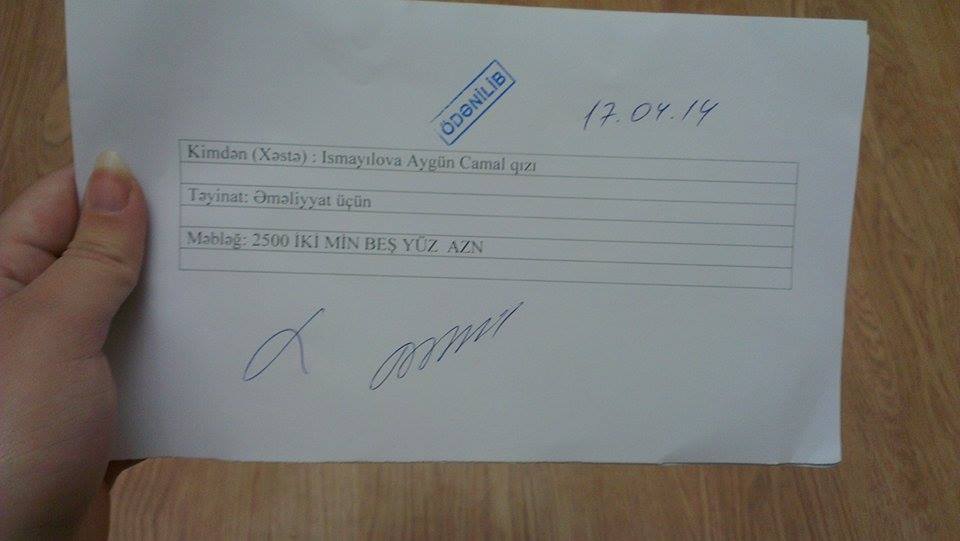 ÖDƏNİLİB
17.04.14
Kimdən (Xəstə) : Ismayılova Aygün Camal qızı
Təyinat: Əməliyyat üçün
Məbləğ: 2500 İKİ MİN BEŞ YÜZ AZN